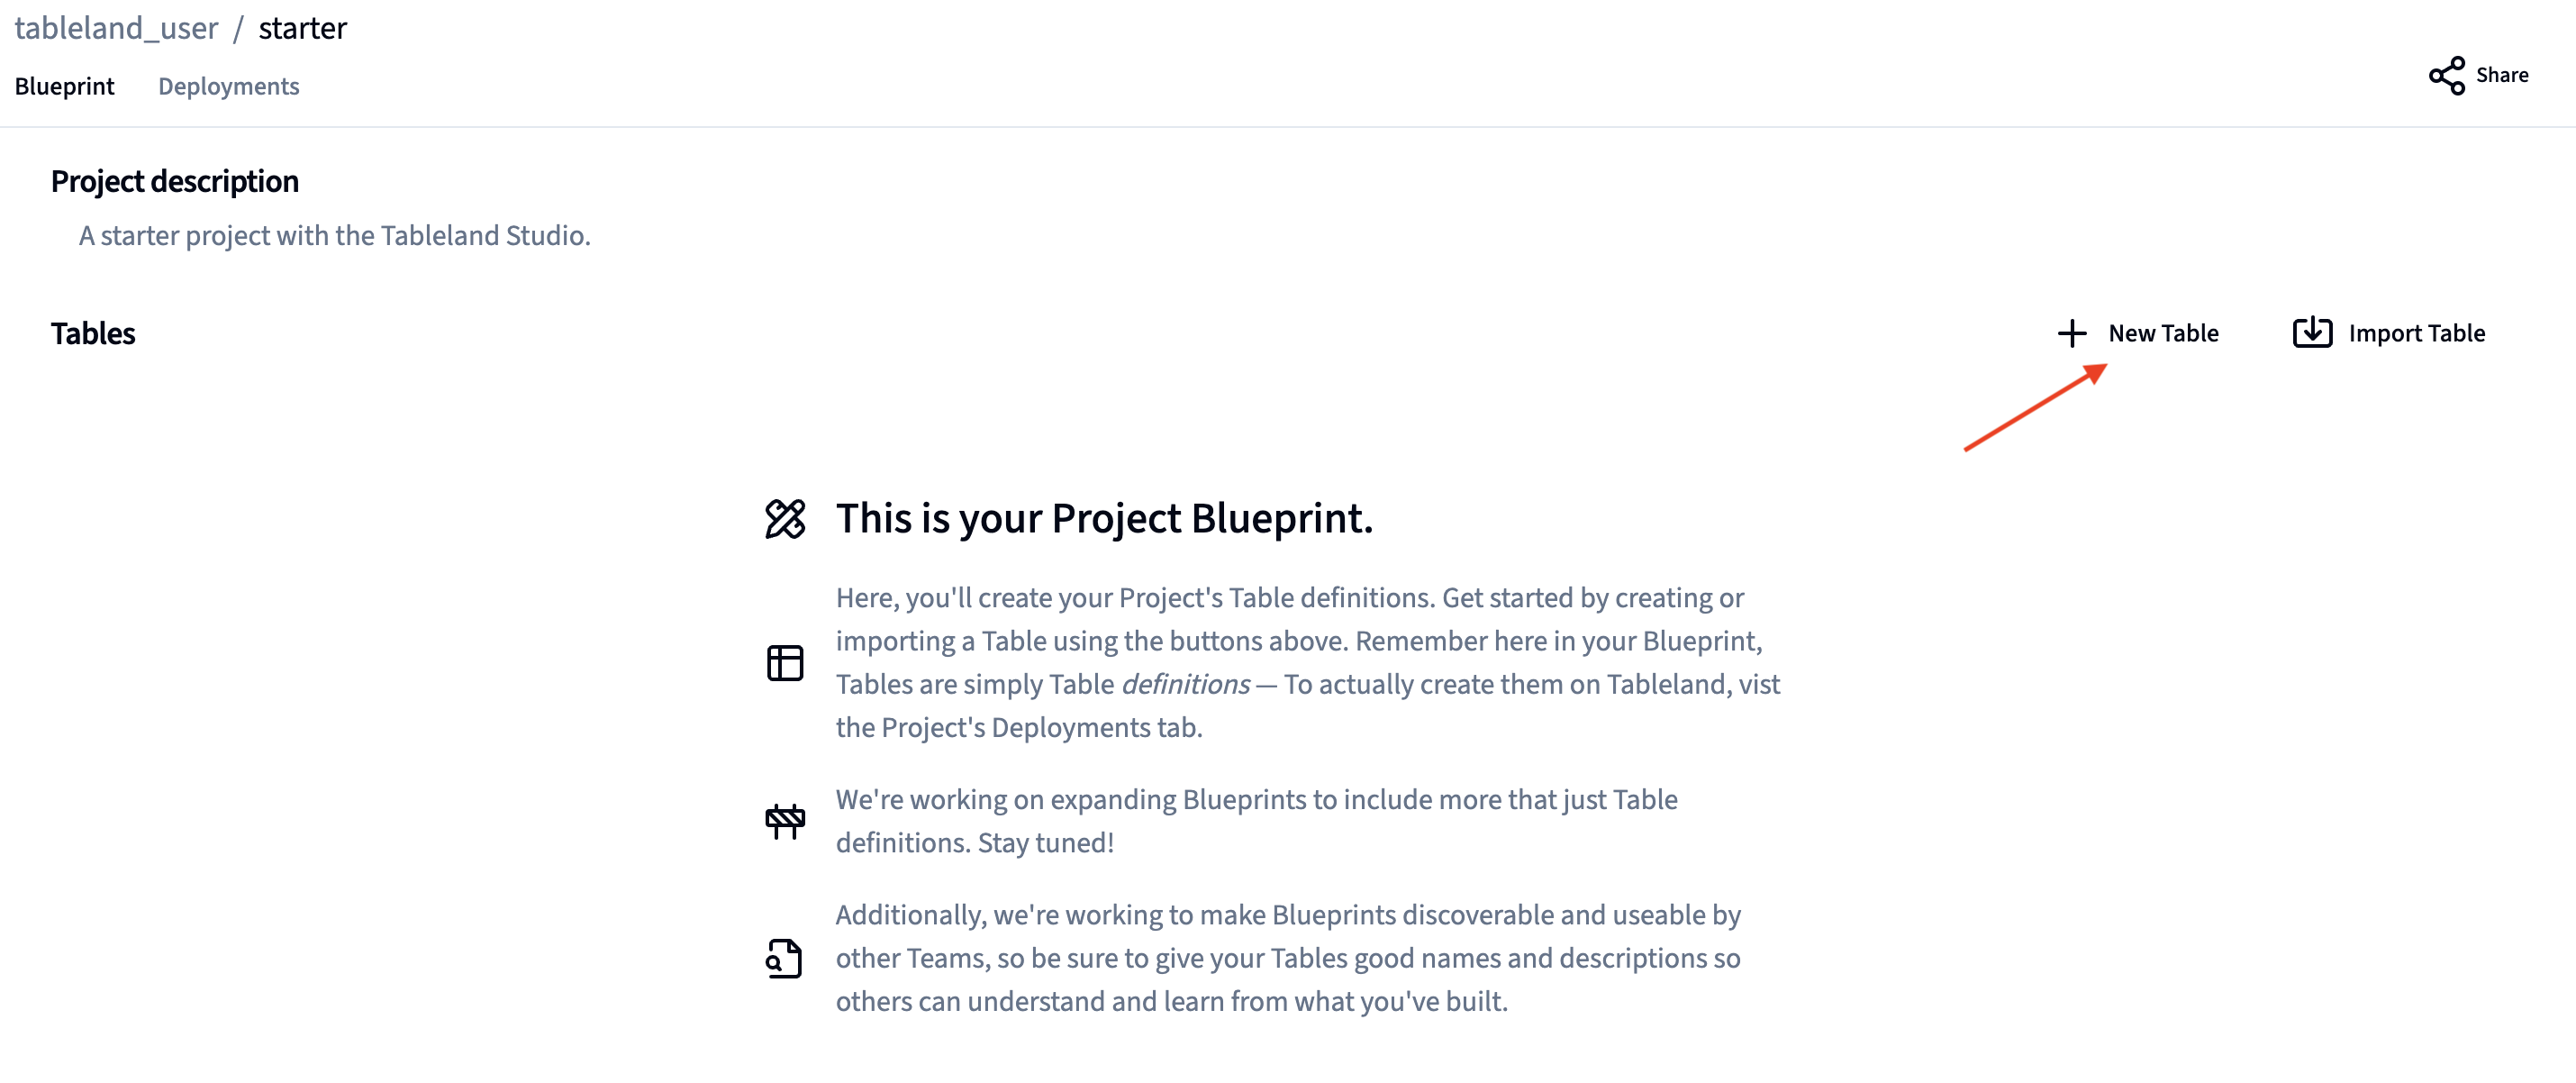 tableland_user / starter
Blueprint Deployments
Share
Project description
A starter project with the Tableland Studio.
Tables
New Table
Import Table
This is your Project Blueprint.
Here, you'll create your Project's Table definitions. Get started by creating or
importing a Table using the buttons above. Remember here in your Blueprint,
Tables are simply Table definitions — To actually create them on Tableland, vist
the Project's Deployments tab.
We're working on expanding Blueprints to include more that just Table
definitions. Stay tuned!
Additionally, we're working to make Blueprints discoverable and useable by
other Teams, so be sure to give your Tables good names and descriptions so
others can understand and learn from what you've built.